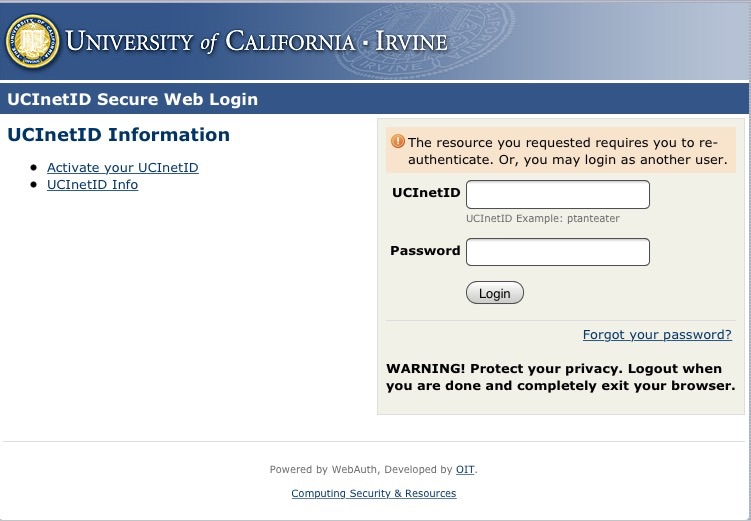 UNIVERSITY of CALIFORNIA · IRVINE
UCInetID Secure Web Login
UCInetID Information
Activate your UCInetID
UCInetID Info
The resource you requested requires you to re-
authenticate. Or, you may login as another user.
UCInetID
UCInetID Example: ptanteater
Password
Login
Forgot your password?
WARNING! Protect your privacy. Logout when
you are done and completely exit your browser.
Powered by WebAuth, Developed by OIT.
Computing Security & Resources